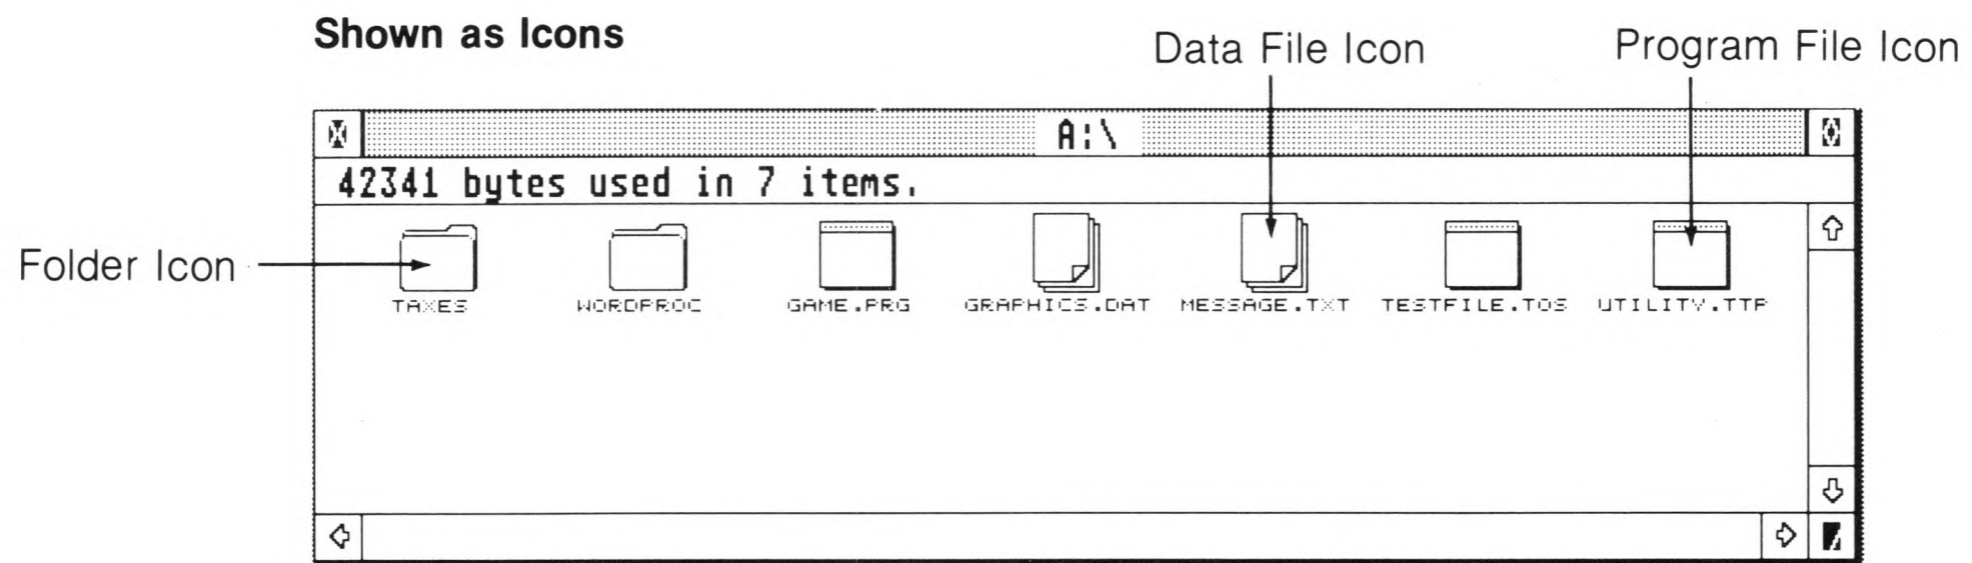 Shown as Icons
Data File Icon
Program File Icon
A:\
42341 bytes used in 7 items.
Folder Icon
TAXES
WORDPROC
GAME.PRG
GRAPHICS.DAT
MESSAGE.TXT
TESTFILE.TOS
UTILITY.TTP